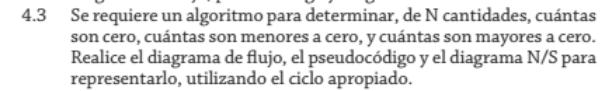 4.3 Se requiere un algoritmo para determinar, de N cantidades, cuántas
son cero, cuántas son menores a cero, y cuántas son mayores a cero.
Realice el diagrama de flujo, el pseudocódigo y el diagrama N/S para
representarlo, utilizando el ciclo apropiado.